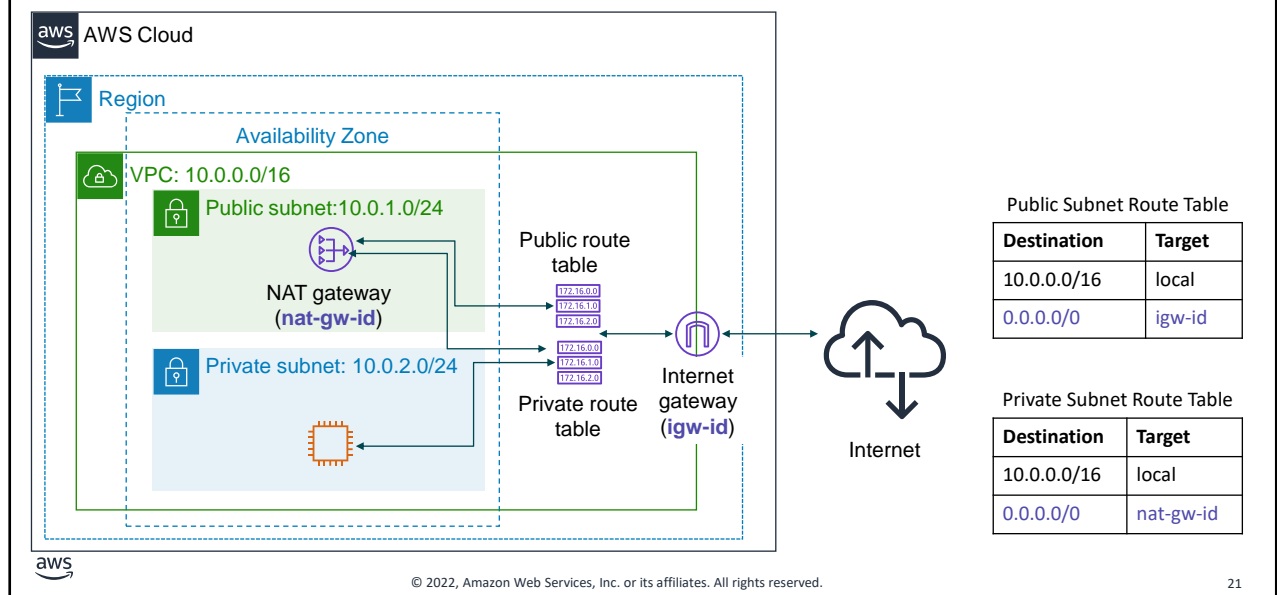 aws
AWS Cloud
Region
Availability Zone
VPC: 10.0.0.0/16
Public subnet:10.0.1.0/24
NAT gateway
(nat-gw-id)
Public route
table
172.16.0.0
172.16.1.0
172.16.2.0
Private subnet: 10.0.2.0/24
172.16.0.0
172.16.1.0
172.16.2.0
Private route
table
Internet
gateway
(igw-id)
Internet
Public Subnet Route Table
Destination Target
10.0.0.0/16 local
0.0.0.0/0 igw-id
Private Subnet Route Table
Destination Target
10.0.0.0/16 local
0.0.0.0/0 nat-gw-id
aws
© 2022, Amazon Web Services, Inc. or its affiliates. All rights reserved.
21